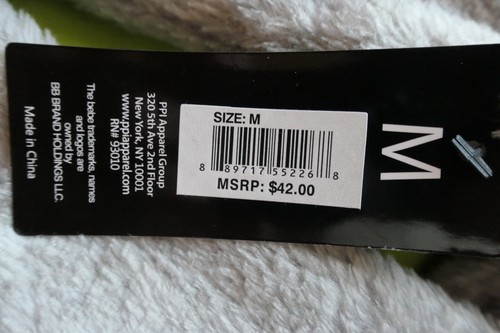 M
SIZE: M
8 89717 55226 8
MSRP: $42.00
PPI Apparel Group
320 5th Ave 2nd Floor
New York, NY 10001
www.ppiapparel.com
RN# 93010
The bebe trademarks, names
and logos are
owned by
BB BRAND HOLDINGS LLC.
Made in China